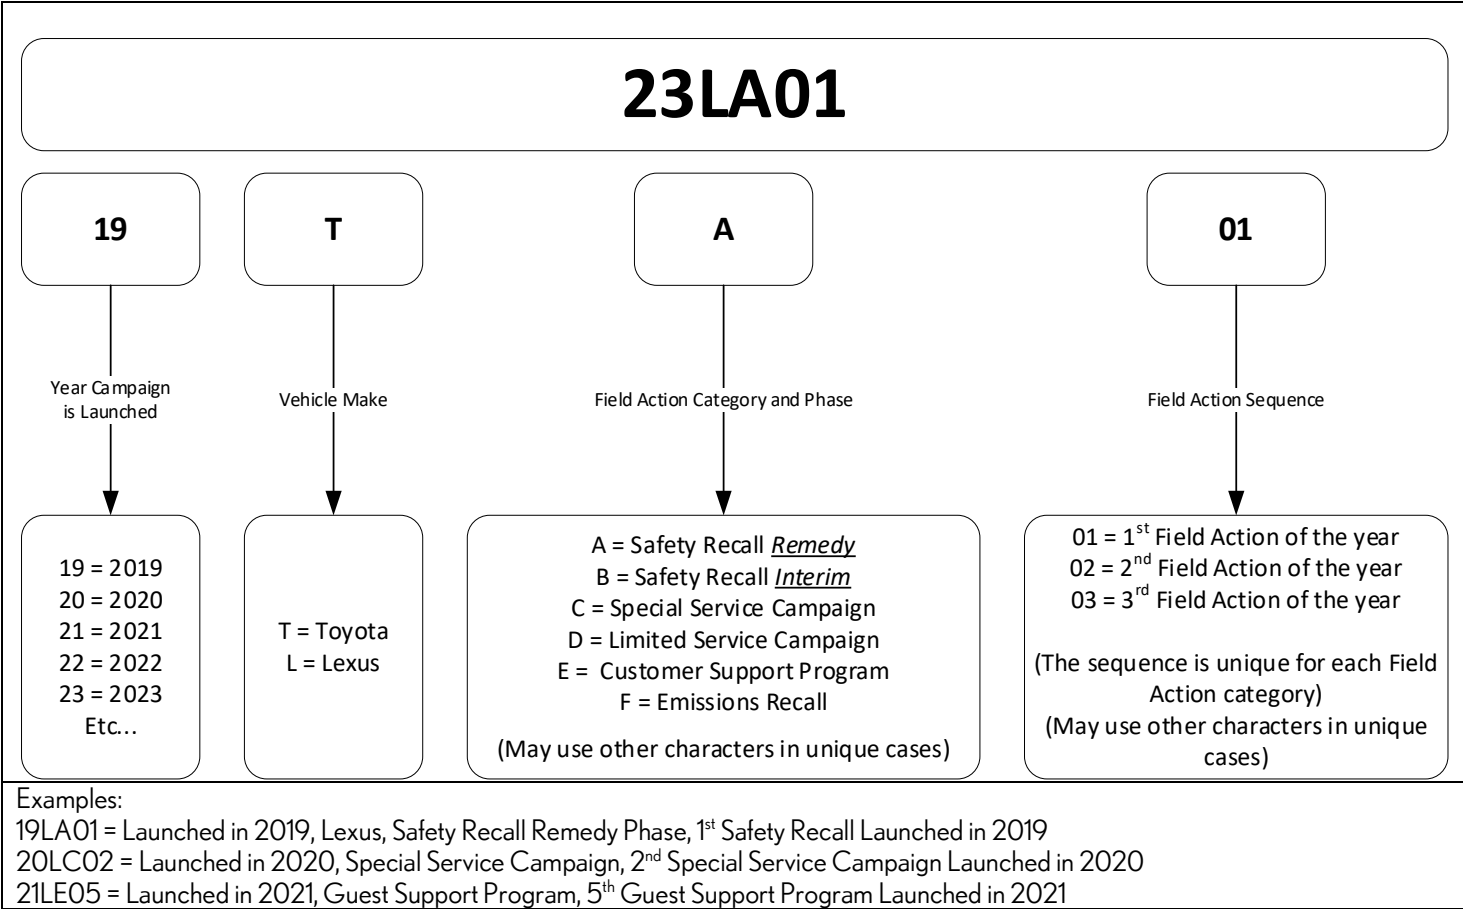 23LA01
19
T
A
01
Year Campaign
is Launched
Vehicle Make
Field Action Category and Phase
Field Action Sequence
19 = 2019
20 = 2020
21 = 2021
22 = 2022
23 = 2023
Etc...
T = Toyota
L = Lexus
A = Safety Recall Remedy
B = Safety Recall Interim
C = Special Service Campaign
D = Limited Service Campaign
E = Customer Support Program
F = Emissions Recall
(May use other characters in unique cases)
01 = 1st Field Action of the year
02 = 2nd Field Action of the year
03 = 3rd Field Action of the year
(The sequence is unique for each Field
Action category)
(May use other characters in unique
cases)
Examples:
19LA01 = Launched in 2019, Lexus, Safety Recall Remedy Phase, 1st Safety Recall Launched in 2019
20LC02 = Launched in 2020, Special Service Campaign, 2nd Special Service Campaign Launched in 2020
21LE05 = Launched in 2021, Guest Support Program, 5th Guest Support Program Launched in 2021